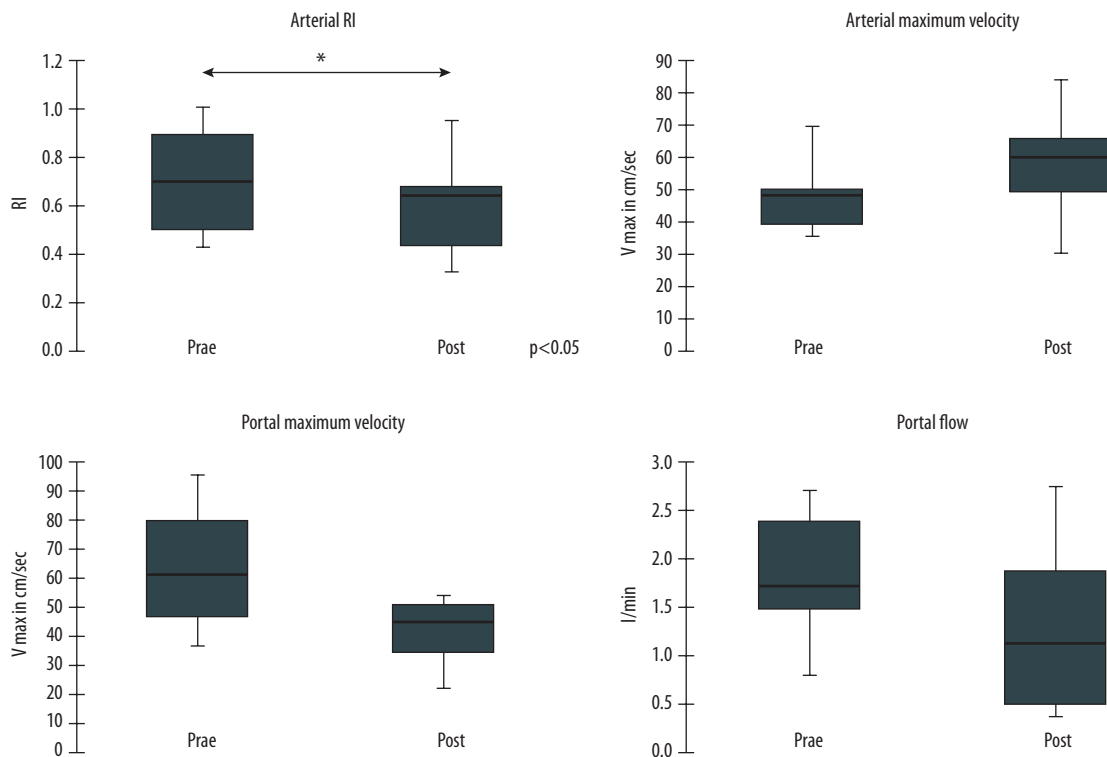 Arterial RI
1.2
1.0
0.8
0.6
0.4
0.2
0.0
RI
*
Prae
Post
p<0.05
Arterial maximum velocity
90
80
70
60
50
40
30
20
10
0
V max in cm/sec
Prae
Post
Portal maximum velocity
100
90
80
70
60
50
40
30
20
10
0
V max in cm/sec
Prae
Post
Portal flow
3.0
2.5
2.0
1.5
1.0
0.5
0.0
l/min
Prae
Post